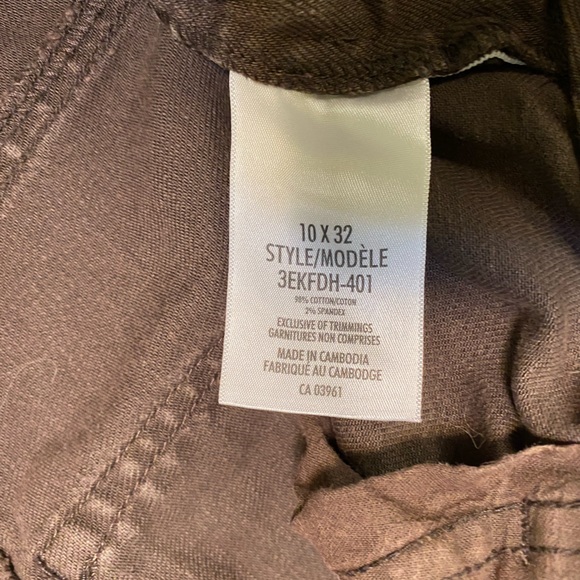 10 X 32
STYLE/MODÈLE
3EKFDH-401
98% COTTON/COTON
2% SPANDEX
EXCLUSIVE OF TRIMMINGS
GARNITURES NON COMPRISES
MADE IN CAMBODIA
FABRIQUÉ AU CAMBODGE
CA 03961